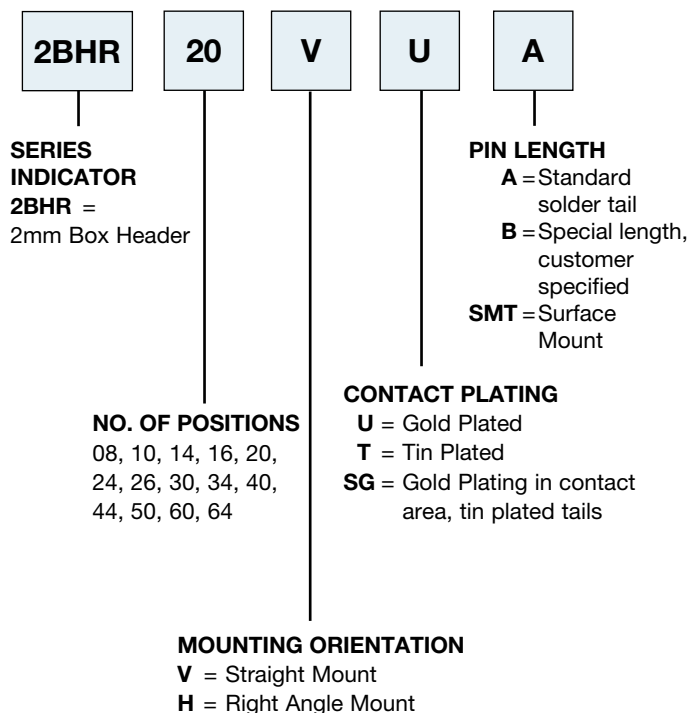 2BHR 20 V U A
SERIES
INDICATOR
2BHR =
2mm Box Header
PIN LENGTH
A = Standard
solder tail
B = Special length,
customer
specified
SMT = Surface
Mount
NO. OF POSITIONS
08, 10, 14, 16, 20,
24, 26, 30, 34, 40,
44, 50, 60, 64
CONTACT PLATING
U = Gold Plated
T = Tin Plated
SG = Gold Plating in contact
area, tin plated tails
MOUNTING ORIENTATION
V = Straight Mount
H = Right Angle Mount